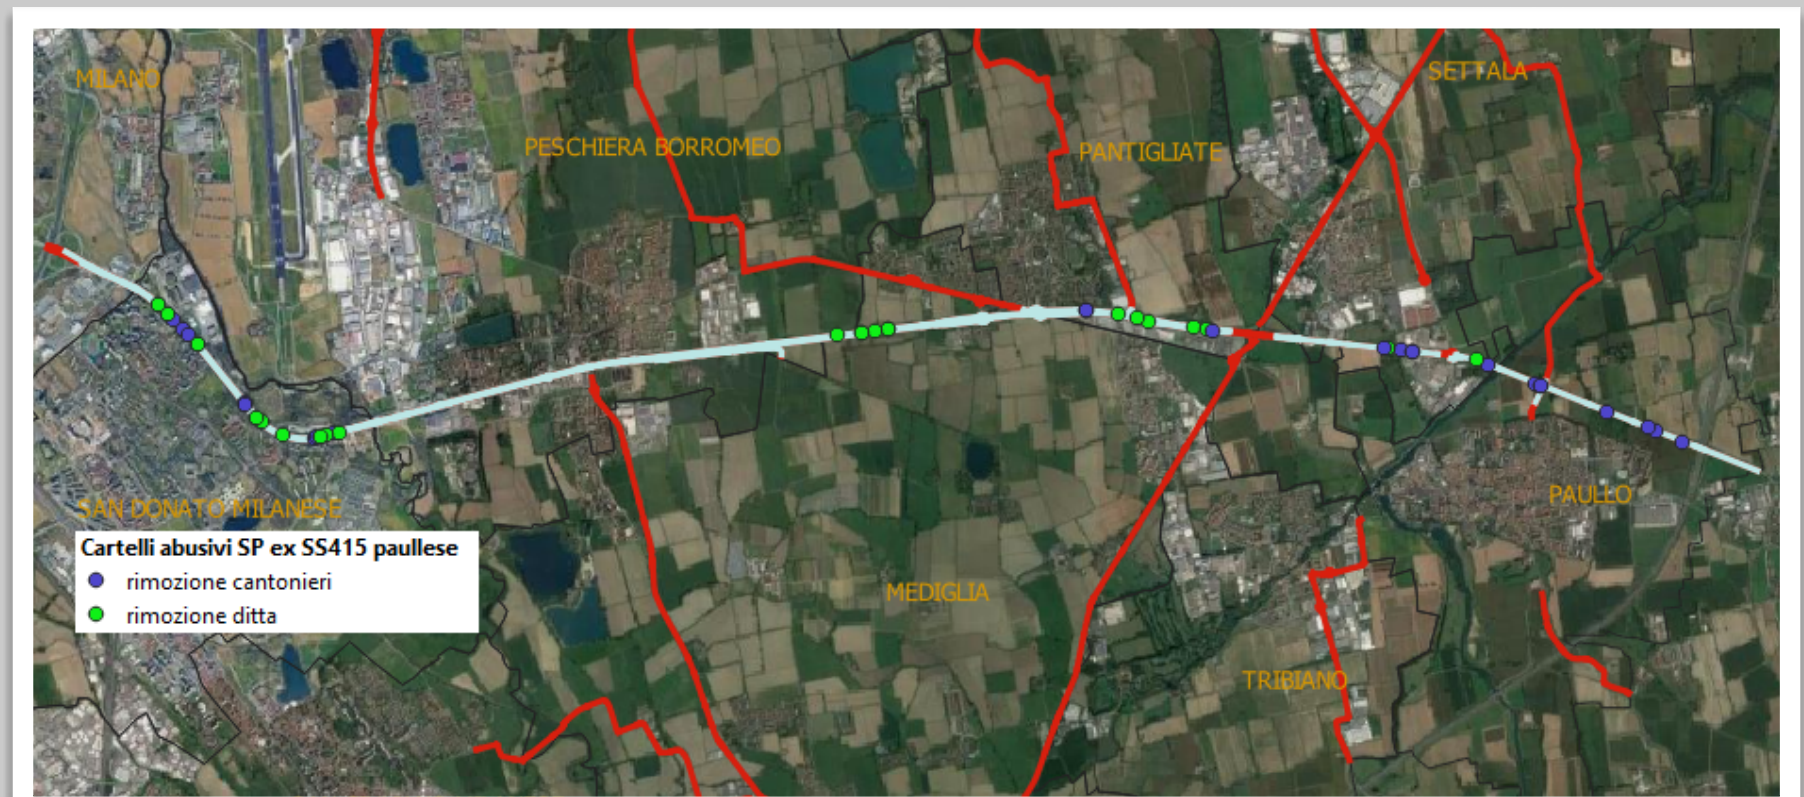 MILANO
SETTALA
PESCHIERA BORROMEO
PANTIGLIATE
SAN DONATO MILANESE
PAULLO
Cartelli abusivi SP ex SS415 paullese
rimozione cantonieri
rimozione ditta
MEDIGLIA
TRIBIANO